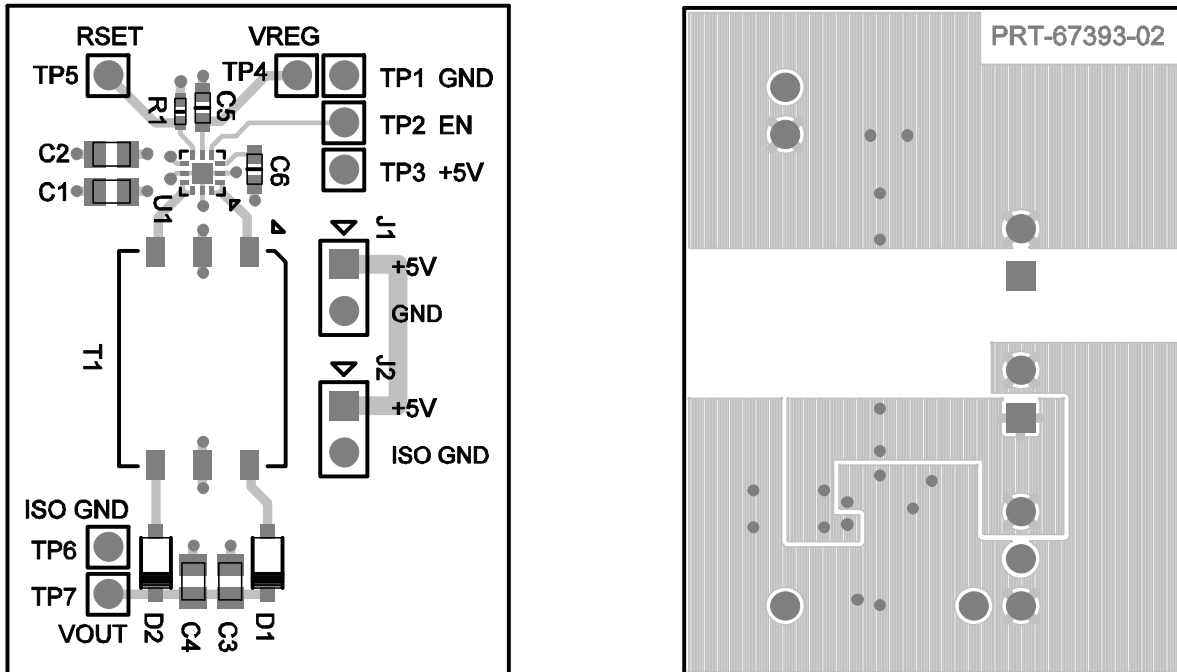 RSET
VREG
PRT-67393-02
TP5
TP4
TP1 GND
R1
C5
TP2 EN
C2
C6
TP3 +5V
C1
U1
J1
+5V
GND
T1
J2
+5V
ISO GND
ISO GND
TP6
TP7
VOUT
D2
C4
C3
D1